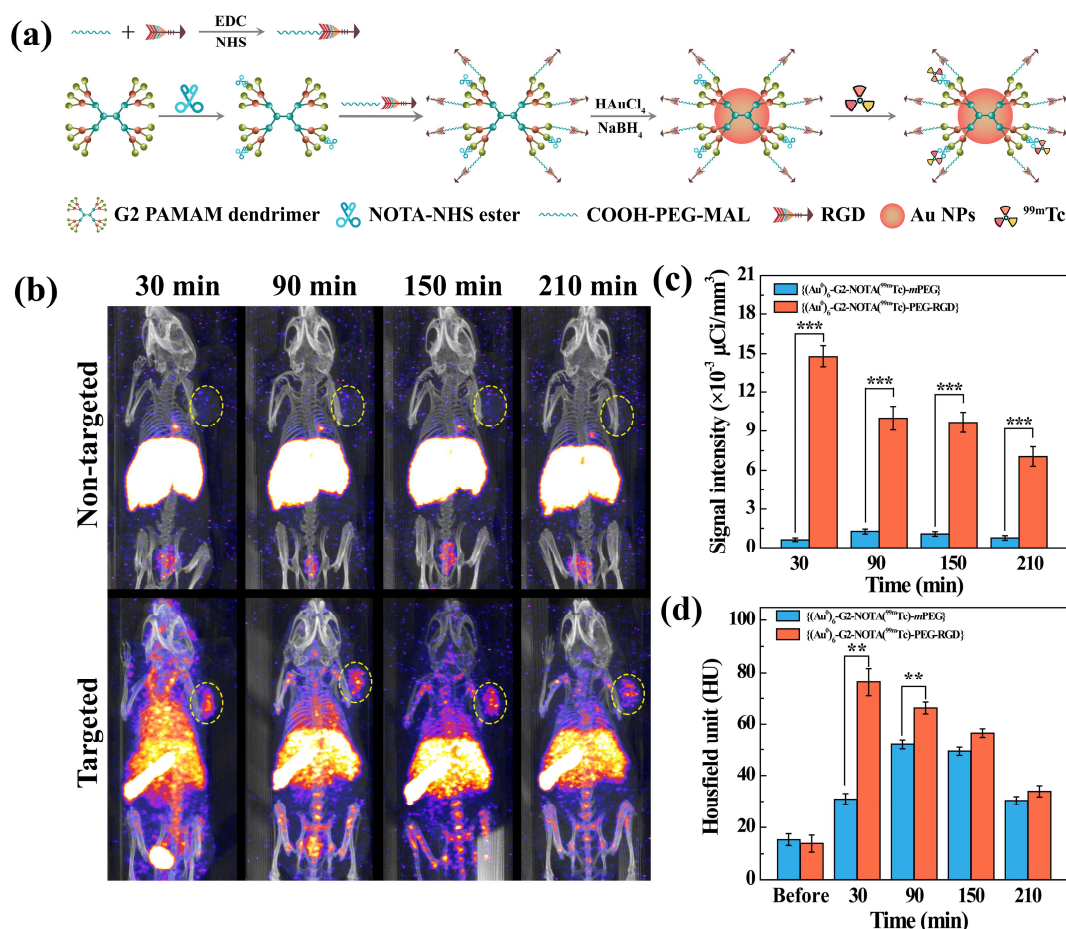 (a)
EDC
NHS
+
HAuCl₄
NaBH₄
G2 PAMAM dendrimer
NOTA-NHS ester
COOH-PEG-MAL
RGD
Au NPs
⁹⁹ᵐTc
(b)
30 min
90 min
150 min
210 min
Non-targeted
Targeted
(c)
{(Au⁰)₆-G2-NOTA(⁹⁹ᵐTc)-mPEG}
{(Au⁰)₆-G2-NOTA(⁹⁹ᵐTc)-PEG-RGD}
Signal intensity (×10⁻³ μCi/mm³)
21
18
15
12
9
6
3
0
***
***
***
***
30
90
150
210
Time (min)
(d)
{(Au⁰)₆-G2-NOTA(⁹⁹ᵐTc)-mPEG}
{(Au⁰)₆-G2-NOTA(⁹⁹ᵐTc)-PEG-RGD}
Housfield unit (HU)
100
80
60
40
20
0
**
**
Before
30
90
150
210
Time (min)